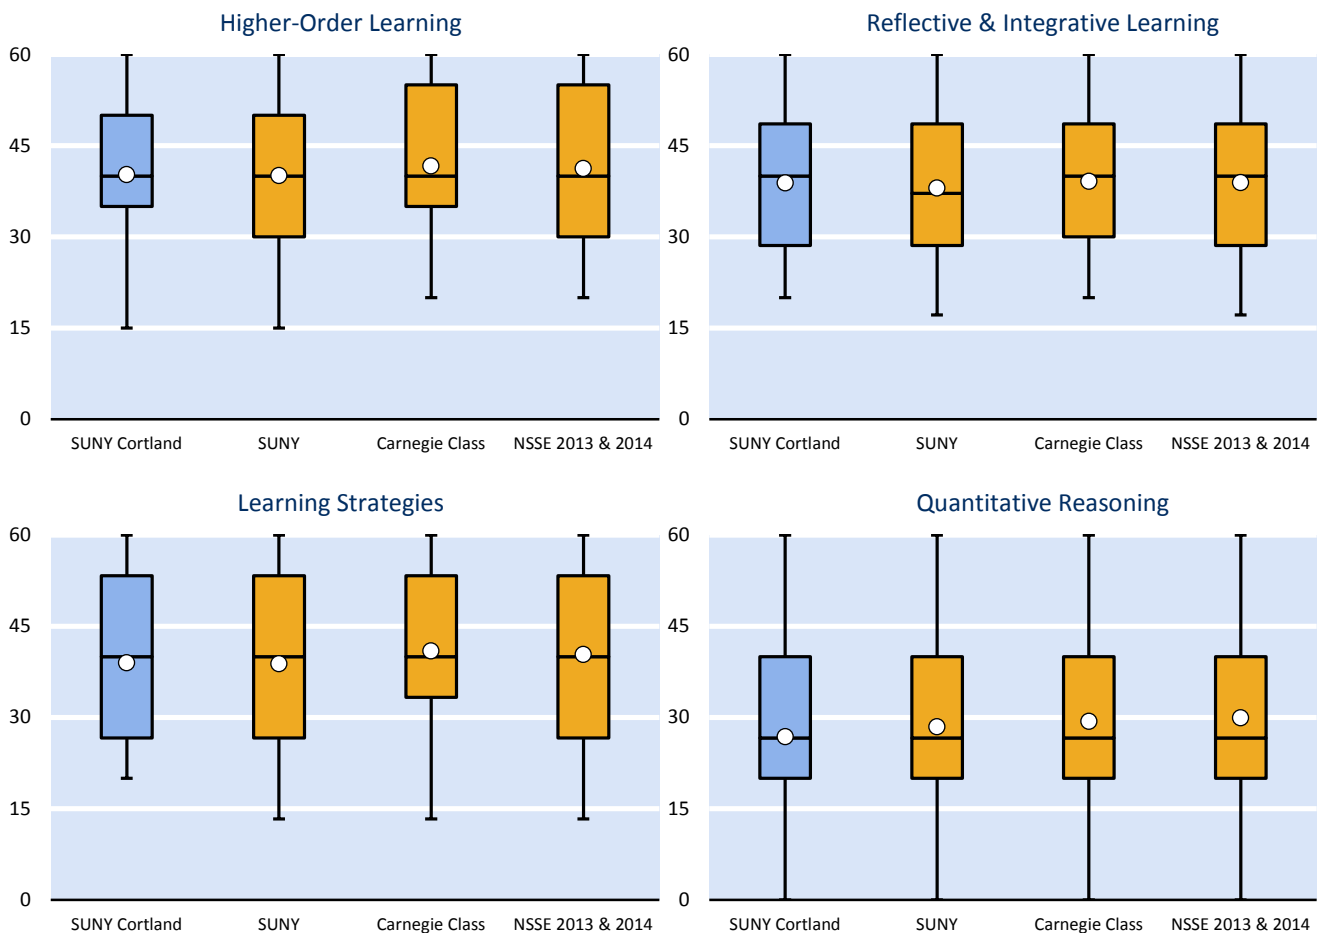 Higher-Order Learning
60
45
30
15
0
SUNY Cortland SUNY Carnegie Class NSSE 2013 & 2014
Reflective & Integrative Learning
60
45
30
15
0
SUNY Cortland SUNY Carnegie Class NSSE 2013 & 2014
Learning Strategies
60
45
30
15
0
SUNY Cortland SUNY Carnegie Class NSSE 2013 & 2014
Quantitative Reasoning
60
45
30
15
0
SUNY Cortland SUNY Carnegie Class NSSE 2013 & 2014